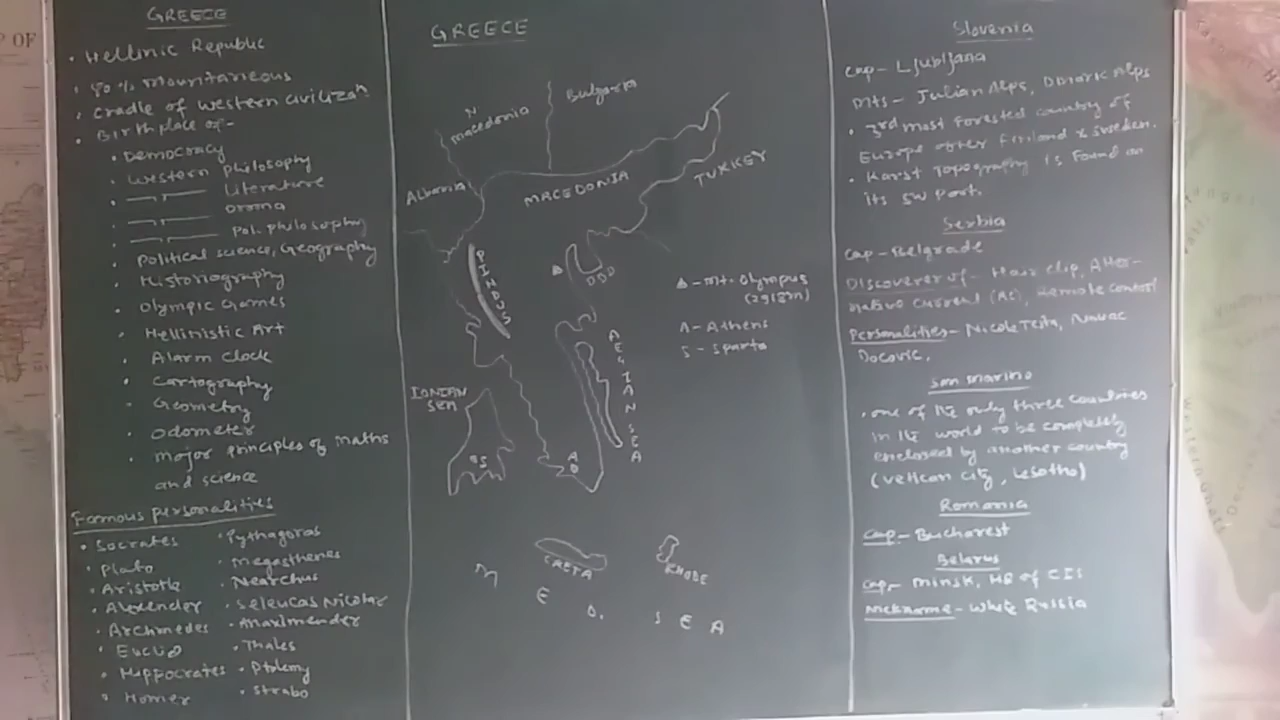 GREECE
• Hellinic Republic
• 80% mountaneous
• Cradle of western civilizan
• Birthplace of-
• Democracy
• Western philosophy
• —"— Literature
• —"— Drama
• —"— Pol. philosophy
• Political science, Geography
• Historiography
• Olympic Games
• Hellinistic Art
• Alarm clock
• Cartography
• Geometry
• Odometer
• major principles of maths
and science
Famous personalities
• Socrates • Pythagoras
• Plato • Megasthenes
• Aristotle • Nearchus
• Alexender • Seleucas Nicolar
• Archmedes • Anaximender
• Euclid • Thales
• Hippocrates • Ptolemy
• Homer • Strabo
GREECE
N
macedonia
Bulgaria
Albania
MACEDONIA
TURKEY
PINDUS
▲
▲ - Mt. Olympus
(2918m)
A - Athens
S - Sparta
AEGIANSEA
IONIAN
SEA
S
A
CRETA
RHODE
M E D. S E A
Slovenia
Cap - Ljubljana
Mts - Julian Alps, Dinaric Alps
• 3rd most forested country of
Europe after Finland & Sweden.
• Karst Topography is found on
its SW part.
Serbia
Cap - Belgrade
Discoverer of - Hair clip, Alter-
native current (AC), Remote control
Personalities - Nicole Tesla, Novac
Docovic.
San marino
• one of the only three countries
in the world to be completely
enclosed by another country
(vetican city, Lesotho)
Romania
Cap - Bucharest
Belarus
Cap - Minsk, HQ of CIS
Nickname - White Russia